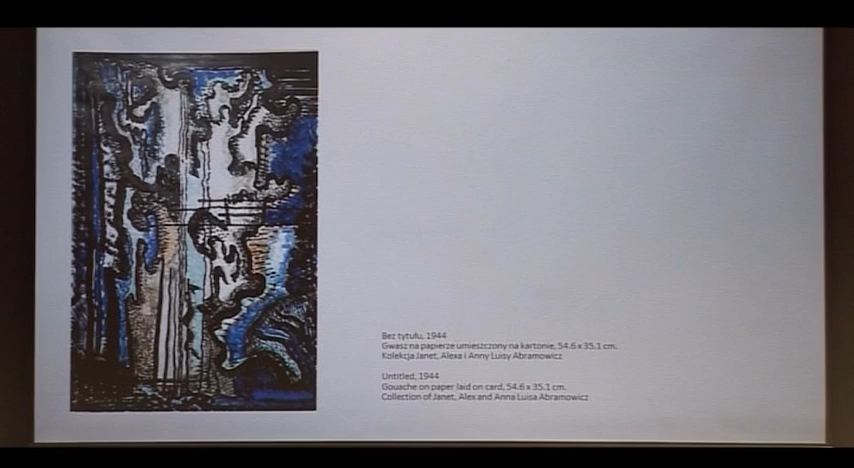 Bez tytułu, 1944
Gwasz na papierze umieszczony na kartonie, 54.6 x 35.1 cm.
Kolekcja Janet, Alexa i Anny Luisy Abramowicz
Untitled, 1944
Gouache on paper laid on card, 54.6 x 35.1 cm.
Collection of Janet, Alex and Anna Luisa Abramowicz